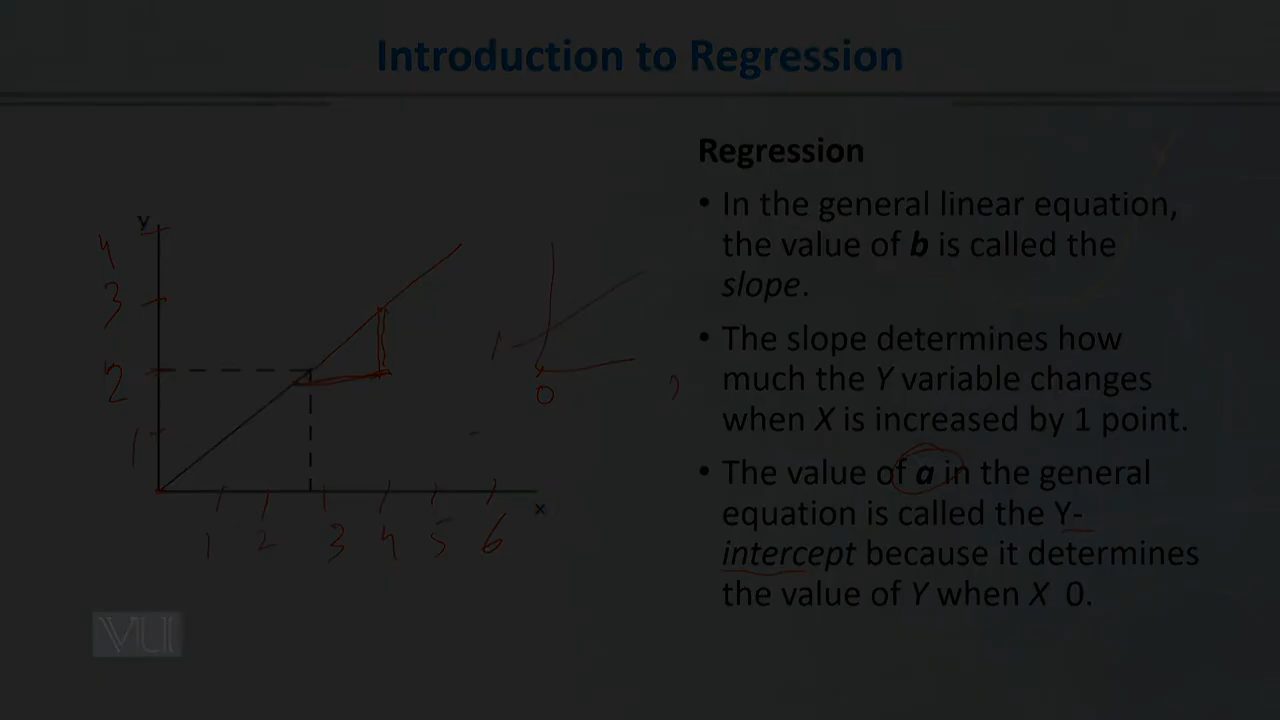 Introduction to Regression
Regression
• In the general linear equation,
the value of b is called the
slope.
• The slope determines how
much the Y variable changes
when X is increased by 1 point.
• The value of a in the general
equation is called the Y-
intercept because it determines
the value of Y when X 0.
y
4
3
2
1
x
1 2 3 4 5 6
1
0
VU